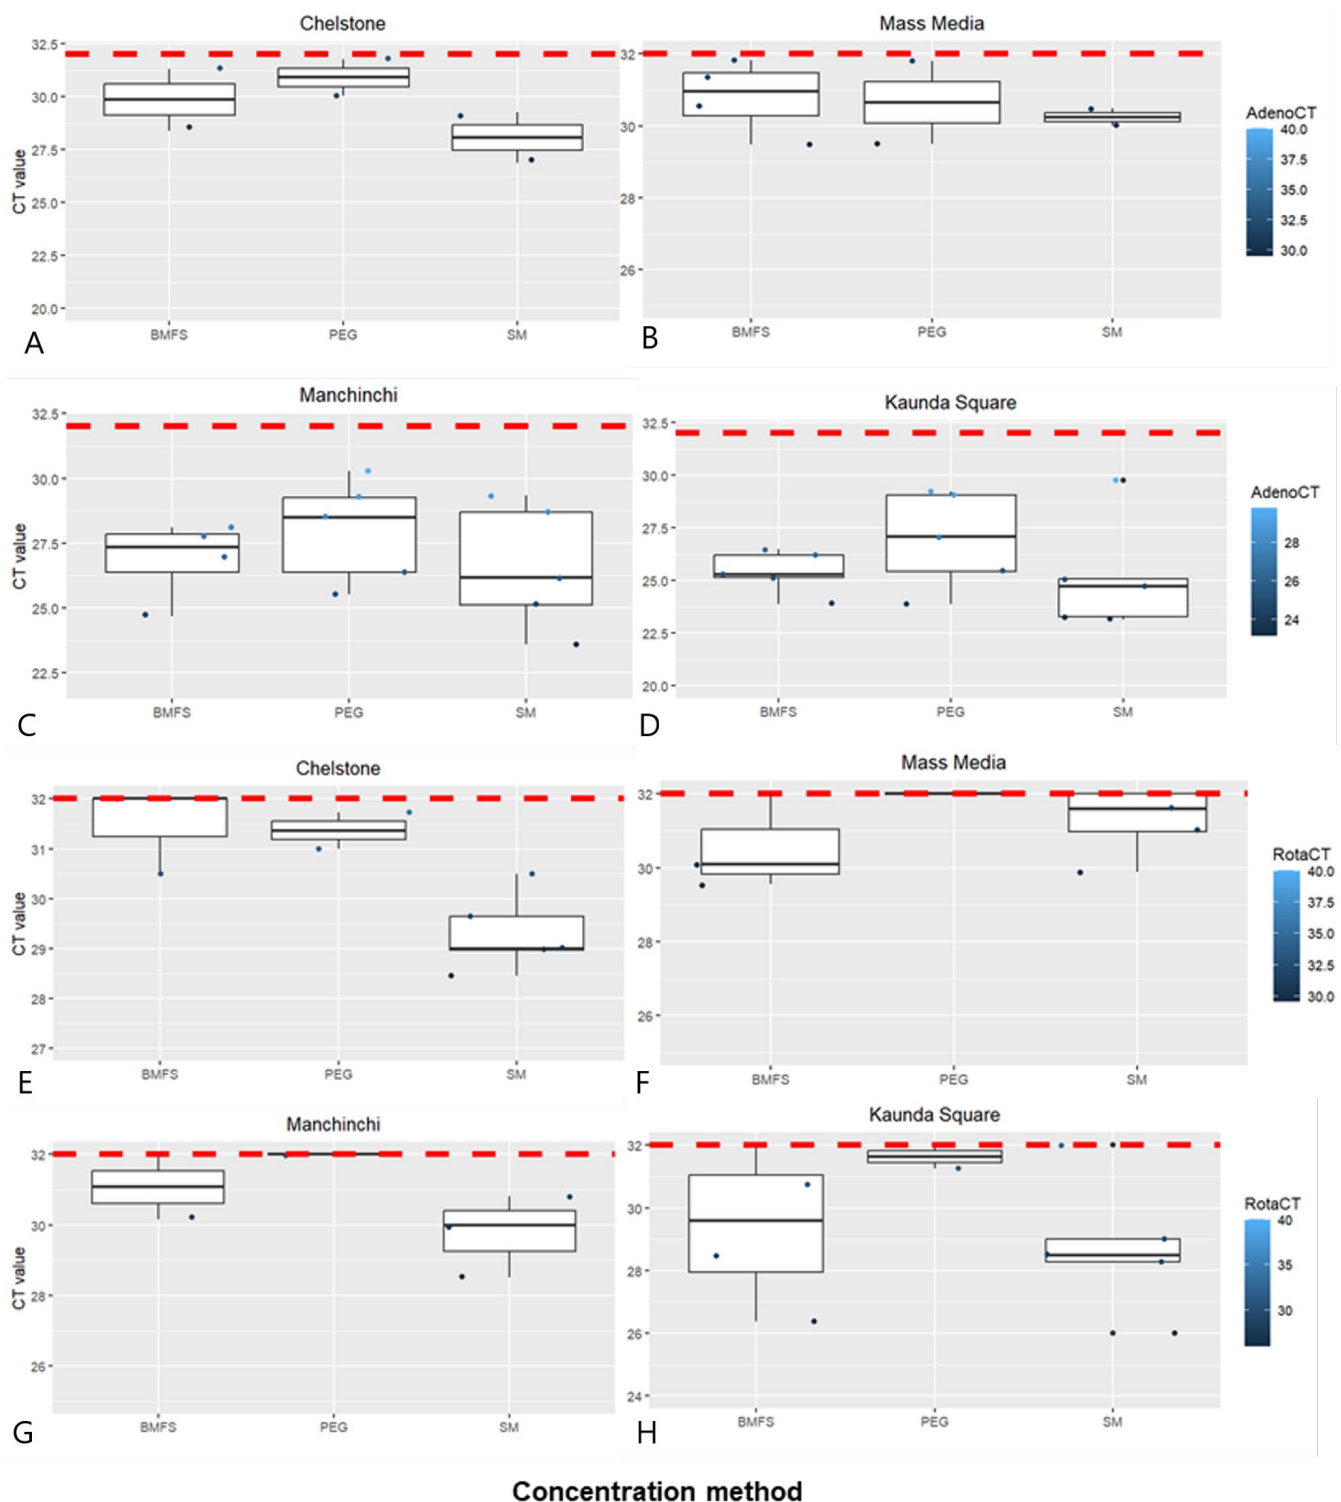 Chelstone
CT value
32.5
30.0
27.5
25.0
22.5
20.0
BMFS PEG SM
A
Mass Media
32
30
28
26
BMFS PEG SM
B
AdenoCT
40.0
37.5
35.0
32.5
30.0
Manchinchi
CT value
32.5
30.0
27.5
25.0
22.5
BMFS PEG SM
C
Kaunda Square
32.5
30.0
27.5
25.0
22.5
20.0
BMFS PEG SM
D
AdenoCT
28
26
24
Chelstone
CT value
32
31
30
29
28
27
BMFS PEG SM
E
Mass Media
32
30
28
26
BMFS PEG SM
F
RotaCT
40.0
37.5
35.0
32.5
30.0
Manchinchi
CT value
32
30
28
26
BMFS PEG SM
G
Kaunda Square
32
30
28
26
24
BMFS PEG SM
H
RotaCT
40
35
30
Concentration method